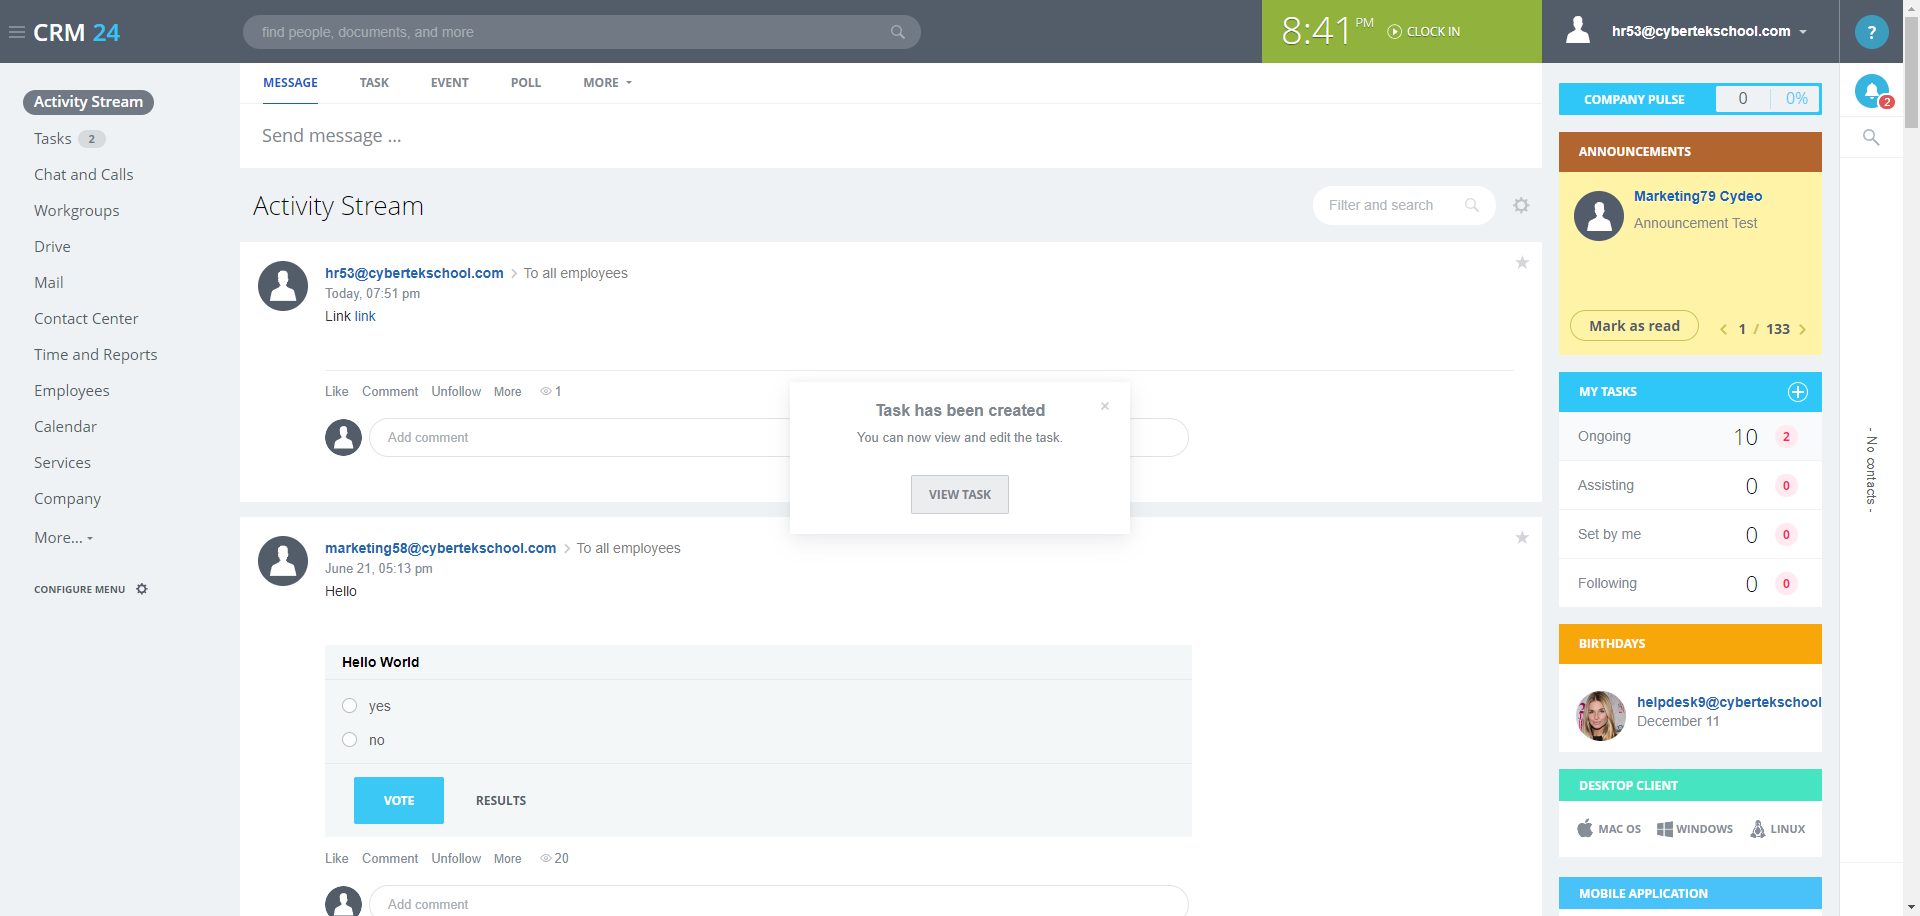 CRM 24
find people, documents, and more
8:41 PM
CLOCK IN
hr53@cybertekschool.com
?
Activity Stream
Tasks 2
Chat and Calls
Workgroups
Drive
Mail
Contact Center
Time and Reports
Employees
Calendar
Services
Company
More...
CONFIGURE MENU
MESSAGE TASK EVENT POLL MORE
Send message ...
Activity Stream
Filter and search
hr53@cybertekschool.com > To all employees
Today, 07:51 pm
Link link
Like Comment Unfollow More 1
Add comment
Task has been created
×
You can now view and edit the task.
VIEW TASK
marketing58@cybertekschool.com > To all employees
June 21, 05:13 pm
Hello
Hello World
yes
no
VOTE RESULTS
Like Comment Unfollow More 20
Add comment
COMPANY PULSE 0 0%
ANNOUNCEMENTS
Marketing79 Cydeo
Announcement Test
Mark as read
< 1 / 133 >
MY TASKS
Ongoing 10 2
Assisting 0 0
Set by me 0 0
Following 0 0
BIRTHDAYS
helpdesk9@cybertekschool
December 11
DESKTOP CLIENT
MAC OS WINDOWS LINUX
MOBILE APPLICATION
2
- No contacts -